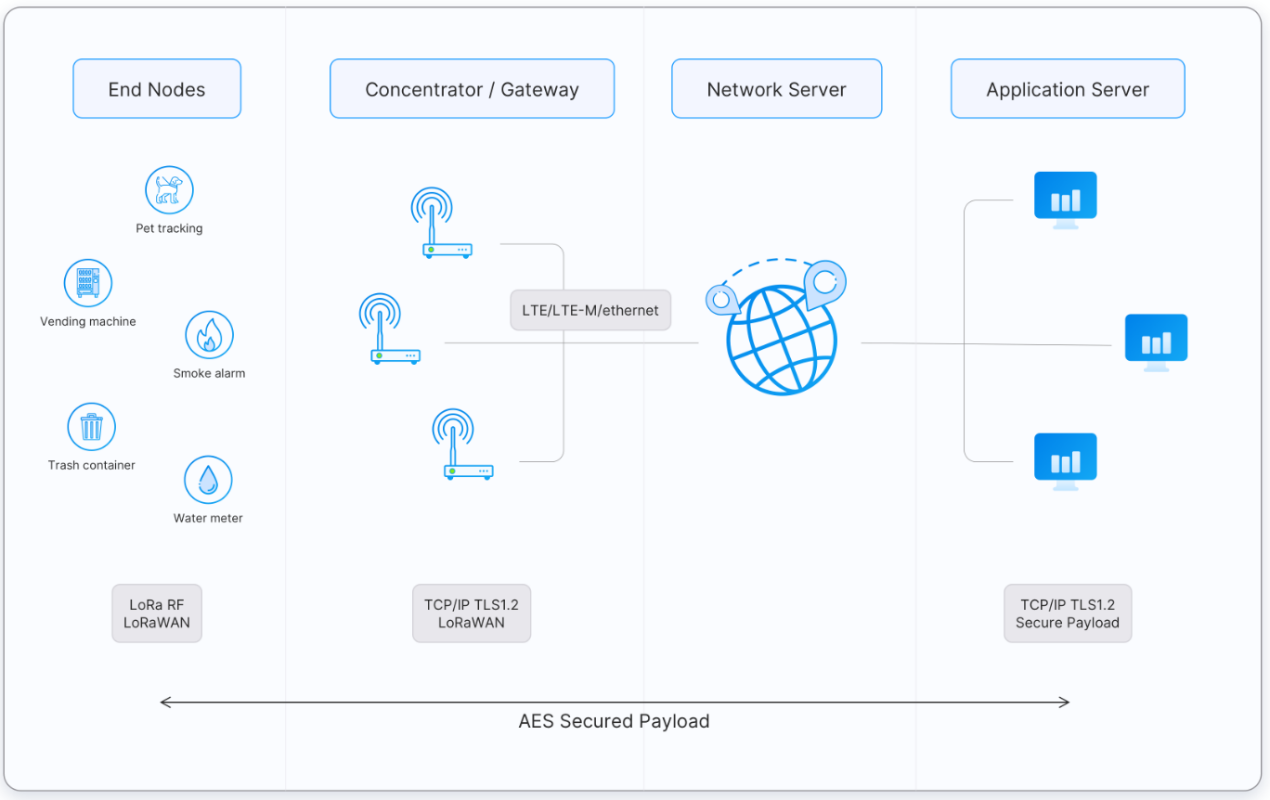 End Nodes
Concentrator / Gateway
Network Server
Application Server
Pet tracking
Vending machine
Smoke alarm
Trash container
Water meter
LTE/LTE-M/ethernet
LoRa RF
LoRaWAN
TCP/IP TLS1.2
LoRaWAN
TCP/IP TLS1.2
Secure Payload
AES Secured Payload